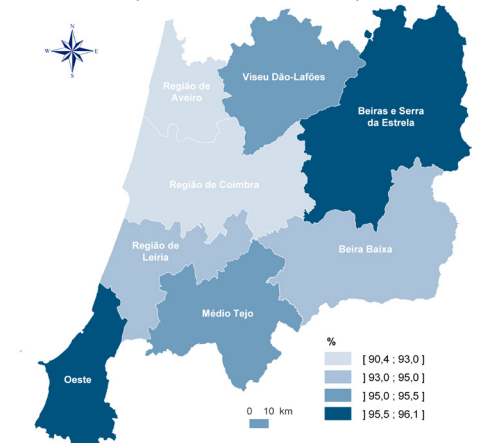 N
W
E
S
Viseu Dão-Lafões
Região de
Aveiro
Beiras e Serra
da Estrela
Região de Coimbra
Região de
Leiria
Beira Baixa
Médio Tejo
Oeste
%
[ 90,4 ; 93,0 ]
] 93,0 ; 95,0 ]
] 95,0 ; 95,5 ]
] 95,5 ; 96,1 ]
0 10 km